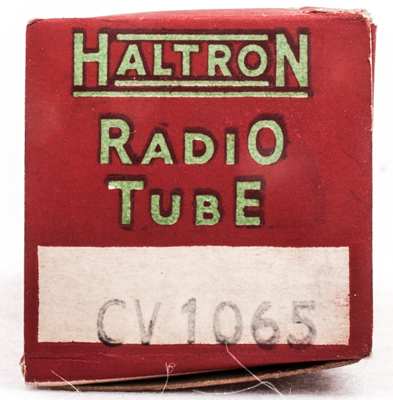 HALTRON
RADIO
TUBE
CV 1065